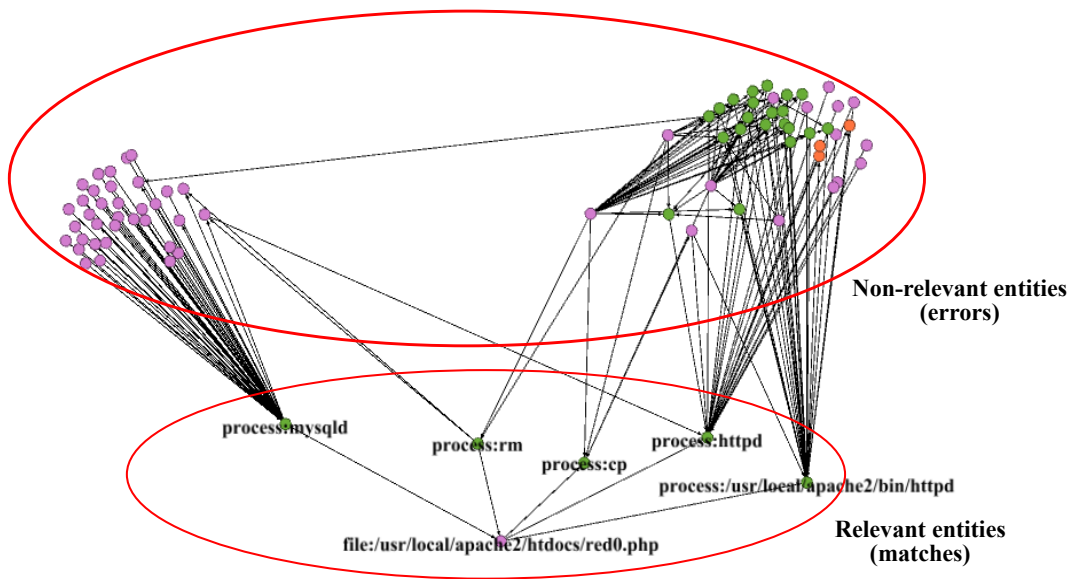 Non-relevant entities
(errors)
process:mysqld
process:rm
process:httpd
process:cp
process:/usr/local/apache2/bin/httpd
file:/usr/local/apache2/htdocs/red0.php
Relevant entities
(matches)